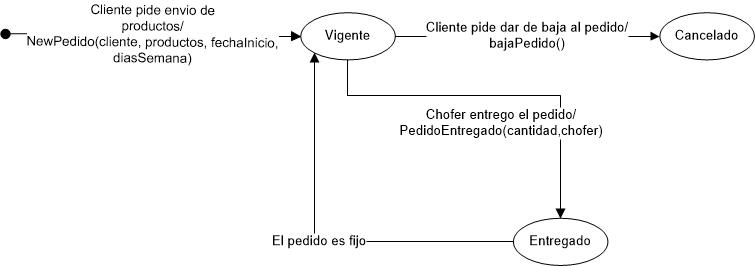 Cliente pide envio de
productos/
NewPedido(cliente, productos, fechaInicio,
diasSemana)
Vigente
Cliente pide dar de baja al pedido/
bajaPedido()
Cancelado
Chofer entrego el pedido/
PedidoEntregado(cantidad,chofer)
El pedido es fijo
Entregado